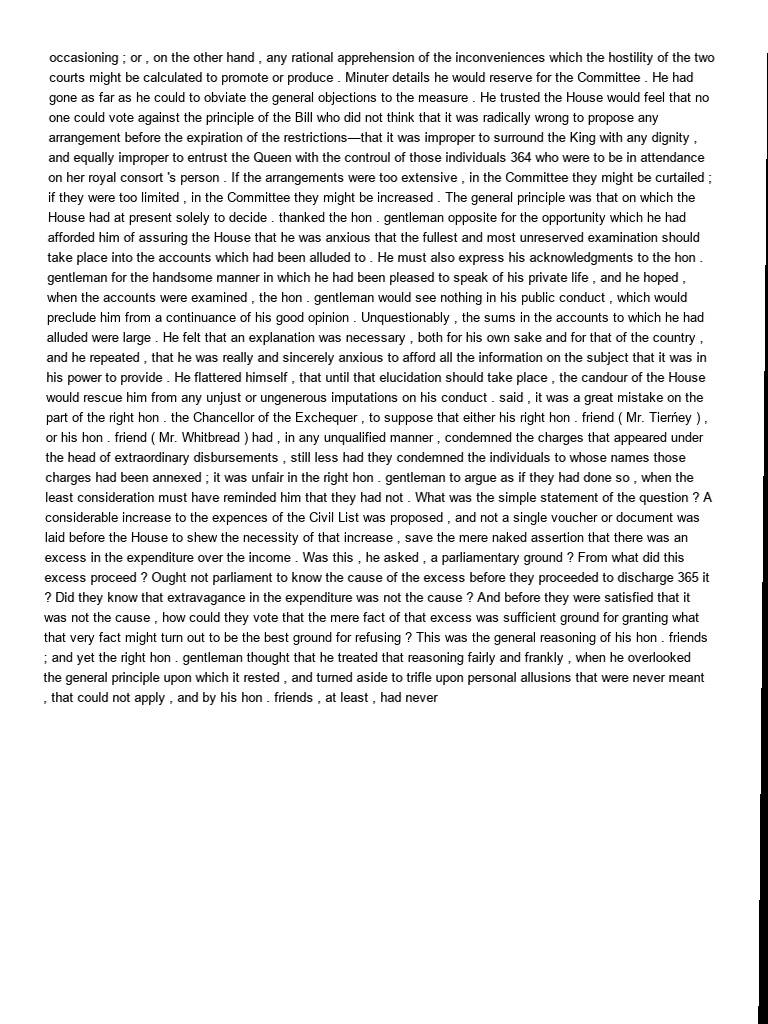 occasioning ; or , on the other hand , any rational apprehension of the inconveniences which the hostility of the two
courts might be calculated to promote or produce . Minuter details he would reserve for the Committee . He had
gone as far as he could to obviate the general objections to the measure . He trusted the House would feel that no
one could vote against the principle of the Bill who did not think that it was radically wrong to propose any
arrangement before the expiration of the restrictions—that it was improper to surround the King with any dignity ,
and equally improper to entrust the Queen with the controul of those individuals 364 who were to be in attendance
on her royal consort 's person . If the arrangements were too extensive , in the Committee they might be curtailed ;
if they were too limited , in the Committee they might be increased . The general principle was that on which the
House had at present solely to decide . thanked the hon . gentleman opposite for the opportunity which he had
afforded him of assuring the House that he was anxious that the fullest and most unreserved examination should
take place into the accounts which had been alluded to . He must also express his acknowledgments to the hon .
gentleman for the handsome manner in which he had been pleased to speak of his private life , and he hoped ,
when the accounts were examined , the hon . gentleman would see nothing in his public conduct , which would
preclude him from a continuance of his good opinion . Unquestionably , the sums in the accounts to which he had
alluded were large . He felt that an explanation was necessary , both for his own sake and for that of the country ,
and he repeated , that he was really and sincerely anxious to afford all the information on the subject that it was in
his power to provide . He flattered himself , that until that elucidation should take place , the candour of the House
would rescue him from any unjust or ungenerous imputations on his conduct . said , it was a great mistake on the
part of the right hon . the Chancellor of the Exchequer , to suppose that either his right hon . friend ( Mr. Tierńey ) ,
or his hon . friend ( Mr. Whitbread ) had , in any unqualified manner , condemned the charges that appeared under
the head of extraordinary disbursements , still less had they condemned the individuals to whose names those
charges had been annexed ; it was unfair in the right hon . gentleman to argue as if they had done so , when the
least consideration must have reminded him that they had not . What was the simple statement of the question ? A
considerable increase to the expences of the Civil List was proposed , and not a single voucher or document was
laid before the House to shew the necessity of that increase , save the mere naked assertion that there was an
excess in the expenditure over the income . Was this , he asked , a parliamentary ground ? From what did this
excess proceed ? Ought not parliament to know the cause of the excess before they proceeded to discharge 365 it
? Did they know that extravagance in the expenditure was not the cause ? And before they were satisfied that it
was not the cause , how could they vote that the mere fact of that excess was sufficient ground for granting what
that very fact might turn out to be the best ground for refusing ? This was the general reasoning of his hon . friends
; and yet the right hon . gentleman thought that he treated that reasoning fairly and frankly , when he overlooked
the general principle upon which it rested , and turned aside to trifle upon personal allusions that were never meant
, that could not apply , and by his hon . friends , at least , had never